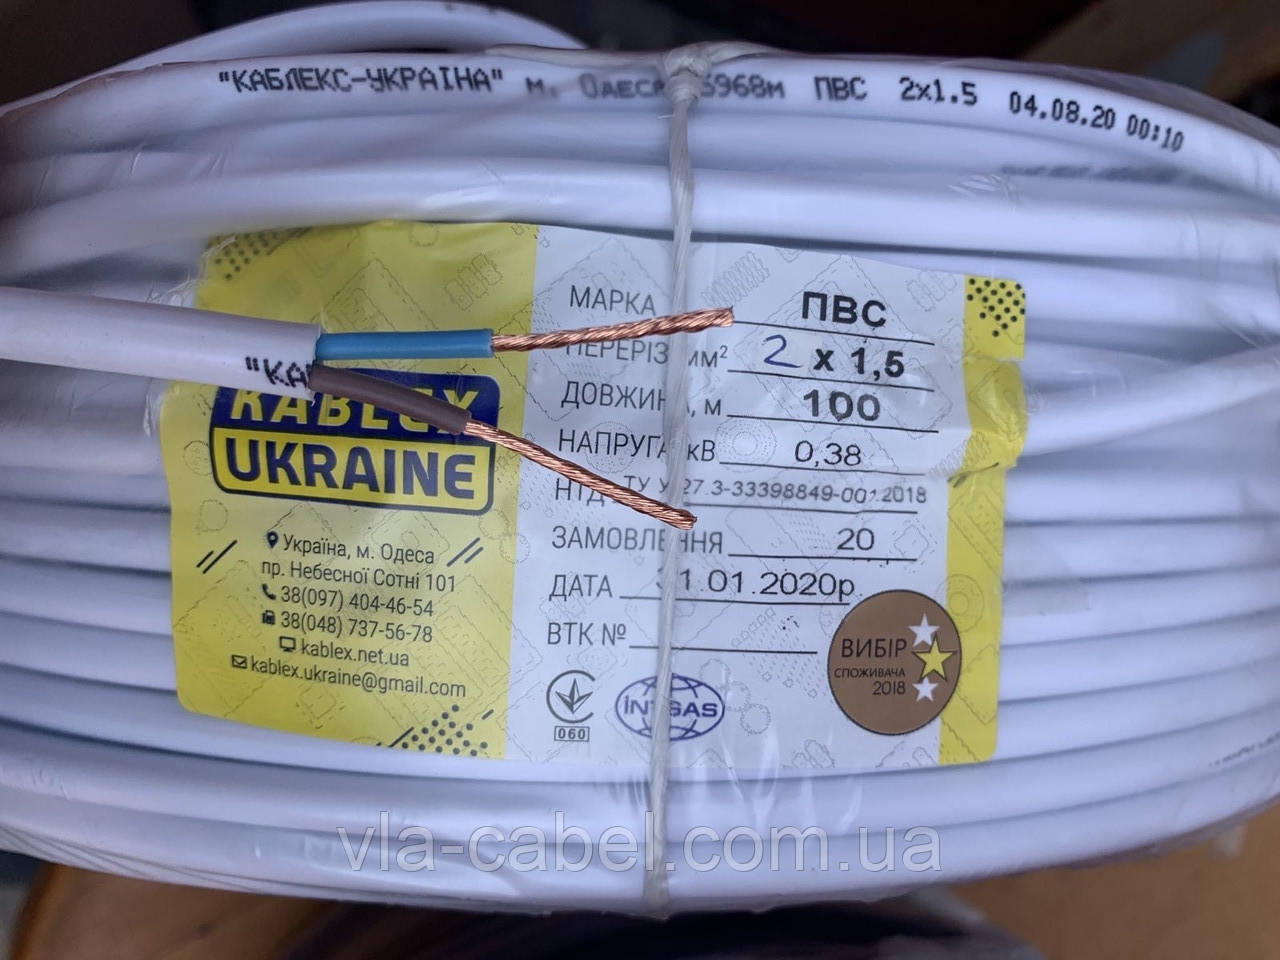 "КАБЛЕКС-УКРАЇНА" м. Одеса 5968м ПВС 2х1.5 04.08.20 00:10
"КА
KABLEX
UKRAINE
Україна, м. Одеса
пр. Небесної Сотні 101
38(097) 404-46-54
38(048) 737-56-78
kablex.net.ua
kablex.ukraine@gmail.com
МАРКА ПВС
ПЕРЕРІЗ мм² 2 х 1,5
ДОВЖИНА, м 100
НАПРУГА кВ 0,38
НТД ТУ У 27.3-33398849-001:2018
ЗАМОВЛЕННЯ 20
ДАТА 1.01.2020р
ВТК №
060
INTSAS
ВИБІР
СПОЖИВАЧА
2018
vla-cabel.com.ua